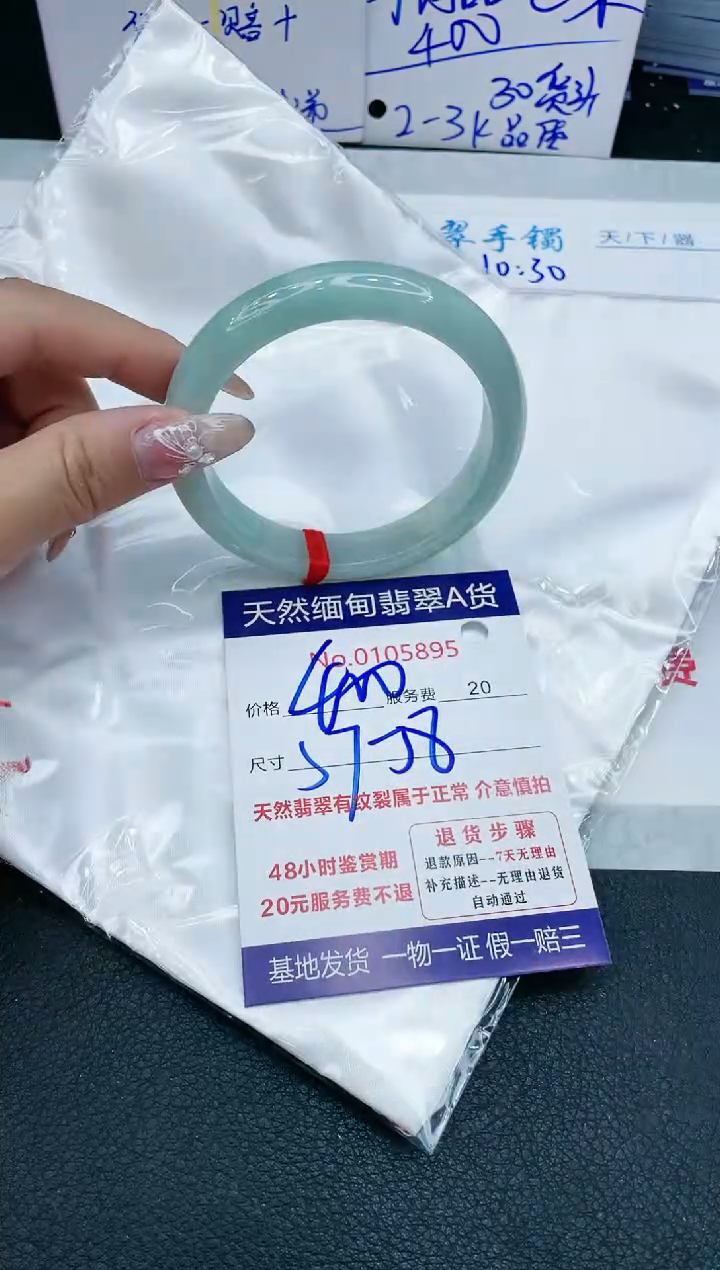 一赔十
400
30货头
2-3K品质
翠手镯 天/下/
10:30
天然缅甸翡翠A货
No.0105895
价格 400 服务费 20
尺寸 57-58
天然翡翠有纹裂属于正常 介意慎拍
48小时鉴赏期
20元服务费不退
退货步骤
退款原因--7天无理由
补充描述--无理由退货
自动通过
基地发货 一物一证 假一赔三
费